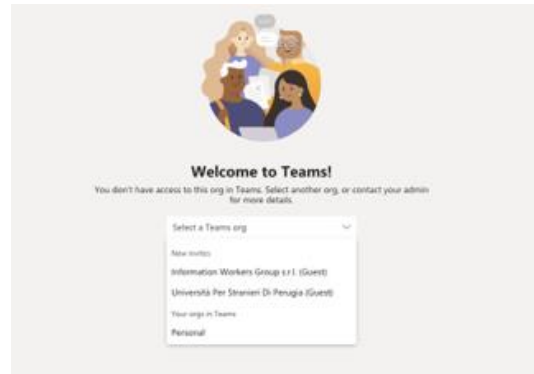 Welcome to Teams!
You don't have access to this org in Teams. Select another org, or contact your admin
for more details.
Select a Teams org
New invites
Information Workers Group s.r.l. (Guest)
Università Per Stranieri Di Perugia (Guest)
Your orgs in Teams
Personal